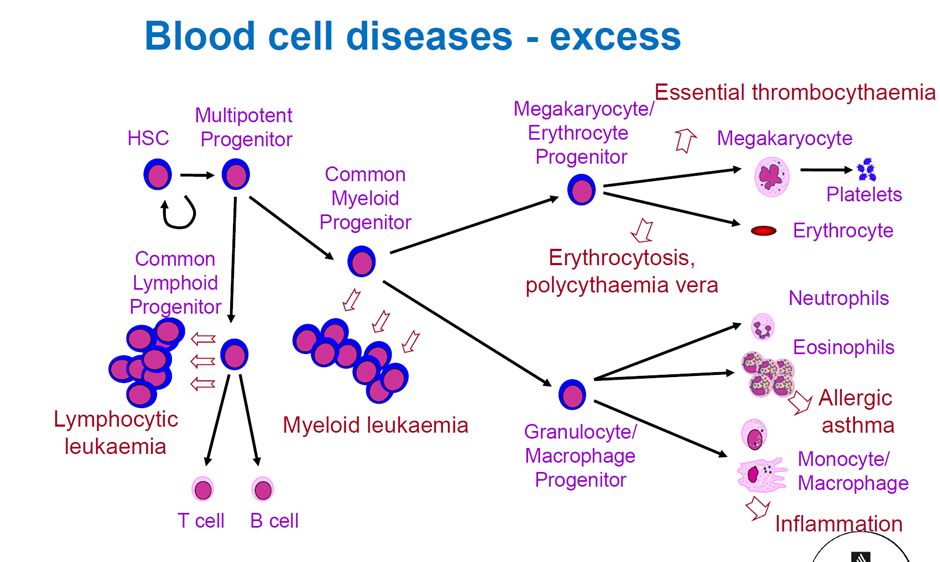 Blood cell diseases - excess
Essential thrombocythaemia
HSC
Multipotent
Progenitor
Megakaryocyte/
Erythrocyte
Progenitor
Megakaryocyte
Platelets
Erythrocyte
Common
Myeloid
Progenitor
Erythrocytosis,
polycythaemia vera
Common
Lymphoid
Progenitor
Neutrophils
Eosinophils
Allergic
asthma
Lymphocytic
leukaemia
Myeloid leukaemia
Granulocyte/
Macrophage
Progenitor
Monocyte/
Macrophage
T cell
B cell
Inflammation